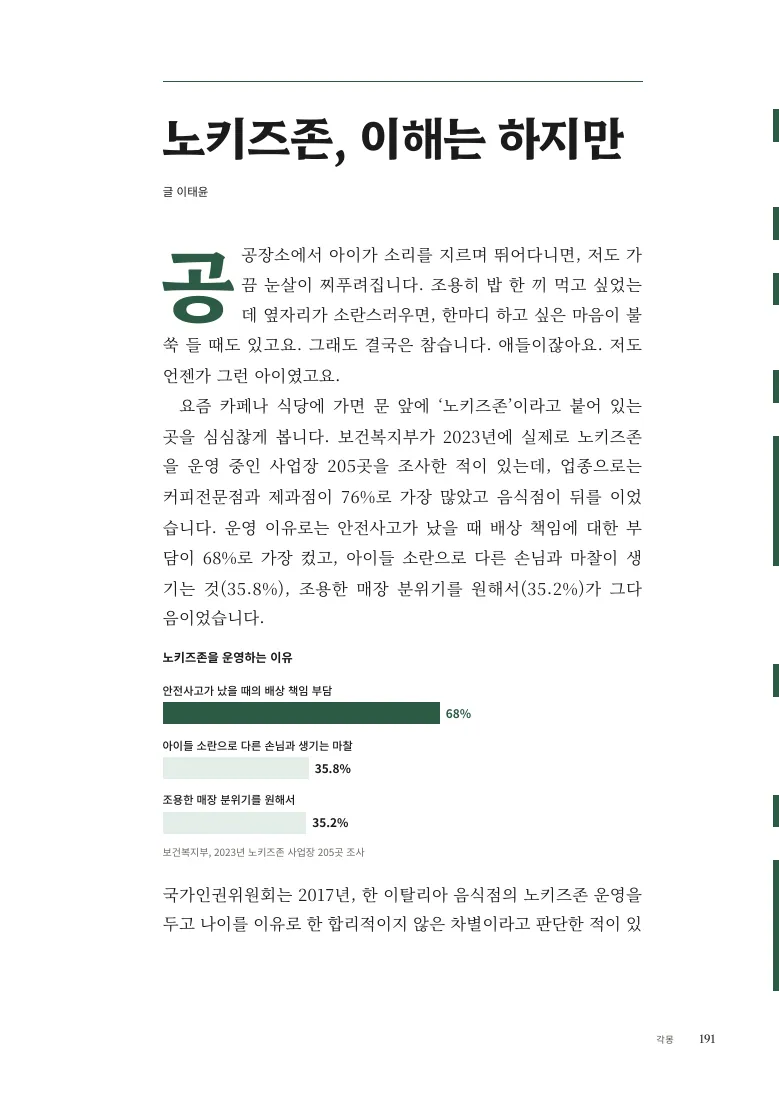 노키즈존, 이해는 하지만
글 이태윤
공
공장소에서 아이가 소리를 지르며 뛰어다니면, 저도 가
끔 눈살이 찌푸려집니다. 조용히 밥 한 끼 먹고 싶었는
데 옆자리가 소란스러우면, 한마디 하고 싶은 마음이 불
쑥 들 때도 있고요. 그래도 결국은 참습니다. 애들이잖아요. 저도
언젠가 그런 아이였고요.
요즘 카페나 식당에 가면 문 앞에 ‘노키즈존’이라고 붙어 있는
곳을 심심찮게 봅니다. 보건복지부가 2023년에 실제로 노키즈존
을 운영 중인 사업장 205곳을 조사한 적이 있는데, 업종으로는
커피전문점과 제과점이 76%로 가장 많았고 음식점이 뒤를 이었
습니다. 운영 이유로는 안전사고가 났을 때 배상 책임에 대한 부
담이 68%로 가장 컸고, 아이들 소란으로 다른 손님과 마찰이 생
기는 것(35.8%), 조용한 매장 분위기를 원해서(35.2%)가 그다
음이었습니다.
노키즈존을 운영하는 이유
안전사고가 났을 때의 배상 책임 부담
68%
아이들 소란으로 다른 손님과 생기는 마찰
35.8%
조용한 매장 분위기를 원해서
35.2%
보건복지부, 2023년 노키즈존 사업장 205곳 조사
국가인권위원회는 2017년, 한 이탈리아 음식점의 노키즈존 운영을
두고 나이를 이유로 한 합리적이지 않은 차별이라고 판단한 적이 있
각몽 191